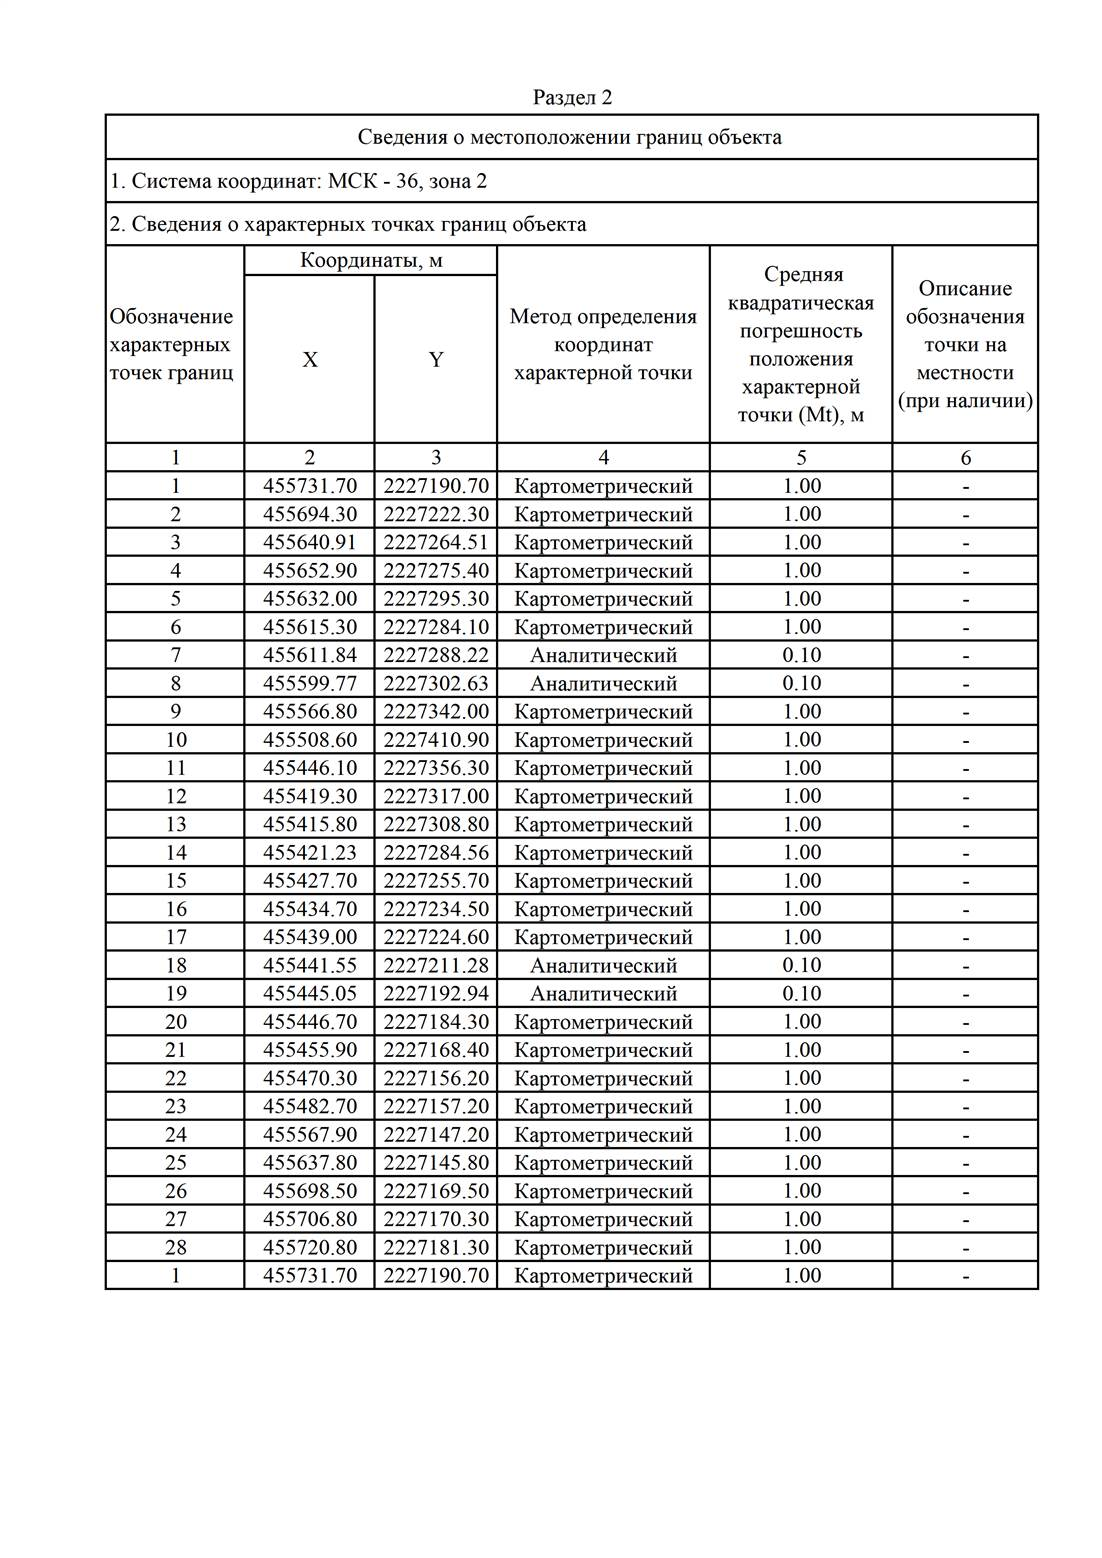 Раздел 2
Сведения о местоположении границ объекта
1. Система координат: МСК - 36, зона 2
2. Сведения о характерных точках границ объекта
Обозначение характерных точек границ
Координаты, м
X
Y
Метод определения координат характерной точки
Средняя квадратическая погрешность положения характерной точки (Mt), м
Описание обозначения точки на местности (при наличии)
1 2 3 4 5 6
1 455731.70 2227190.70 Картометрический 1.00 -
2 455694.30 2227222.30 Картометрический 1.00 -
3 455640.91 2227264.51 Картометрический 1.00 -
4 455652.90 2227275.40 Картометрический 1.00 -
5 455632.00 2227295.30 Картометрический 1.00 -
6 455615.30 2227284.10 Картометрический 1.00 -
7 455611.84 2227288.22 Аналитический 0.10 -
8 455599.77 2227302.63 Аналитический 0.10 -
9 455566.80 2227342.00 Картометрический 1.00 -
10 455508.60 2227410.90 Картометрический 1.00 -
11 455446.10 2227356.30 Картометрический 1.00 -
12 455419.30 2227317.00 Картометрический 1.00 -
13 455415.80 2227308.80 Картометрический 1.00 -
14 455421.23 2227284.56 Картометрический 1.00 -
15 455427.70 2227255.70 Картометрический 1.00 -
16 455434.70 2227234.50 Картометрический 1.00 -
17 455439.00 2227224.60 Картометрический 1.00 -
18 455441.55 2227211.28 Аналитический 0.10 -
19 455445.05 2227192.94 Аналитический 0.10 -
20 455446.70 2227184.30 Картометрический 1.00 -
21 455455.90 2227168.40 Картометрический 1.00 -
22 455470.30 2227156.20 Картометрический 1.00 -
23 455482.70 2227157.20 Картометрический 1.00 -
24 455567.90 2227147.20 Картометрический 1.00 -
25 455637.80 2227145.80 Картометрический 1.00 -
26 455698.50 2227169.50 Картометрический 1.00 -
27 455706.80 2227170.30 Картометрический 1.00 -
28 455720.80 2227181.30 Картометрический 1.00 -
1 455731.70 2227190.70 Картометрический 1.00 -